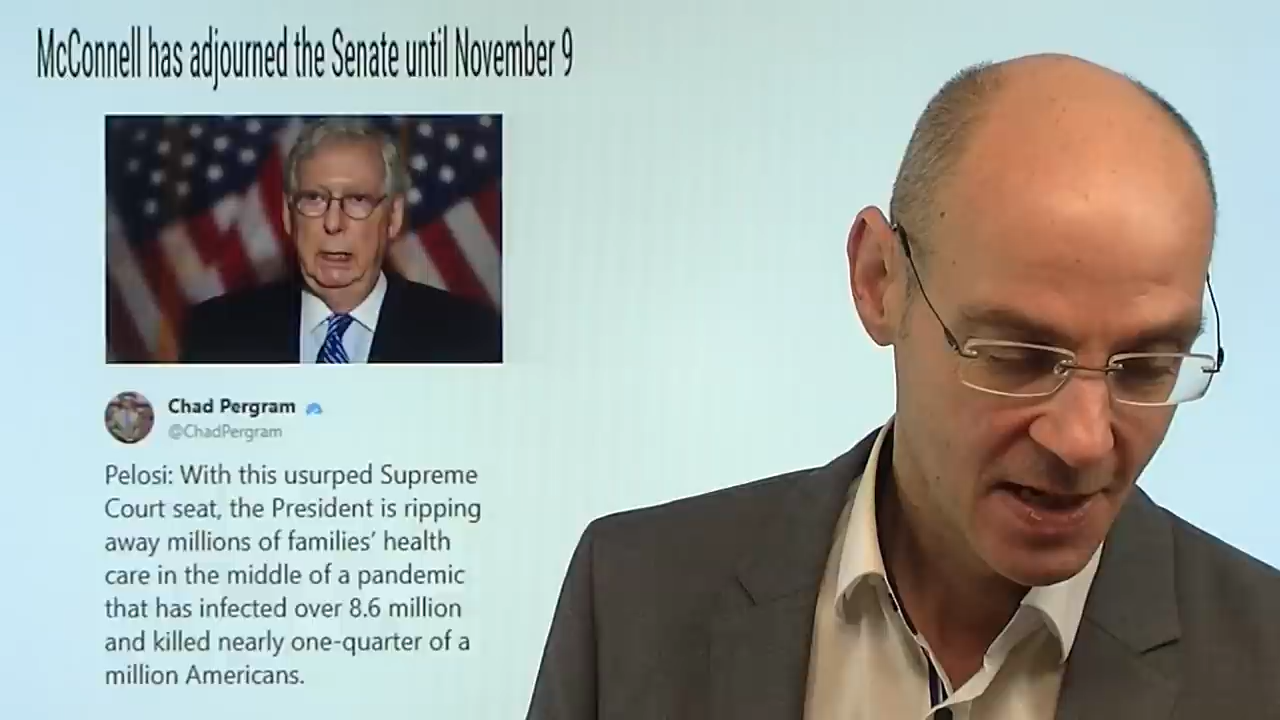 McConnell has adjourned the Senate until November 9
Chad Pergram
@ChadPergram
Pelosi: With this usurped Supreme
Court seat, the President is ripping
away millions of families’ health
care in the middle of a pandemic
that has infected over 8.6 million
and killed nearly one-quarter of a
million Americans.